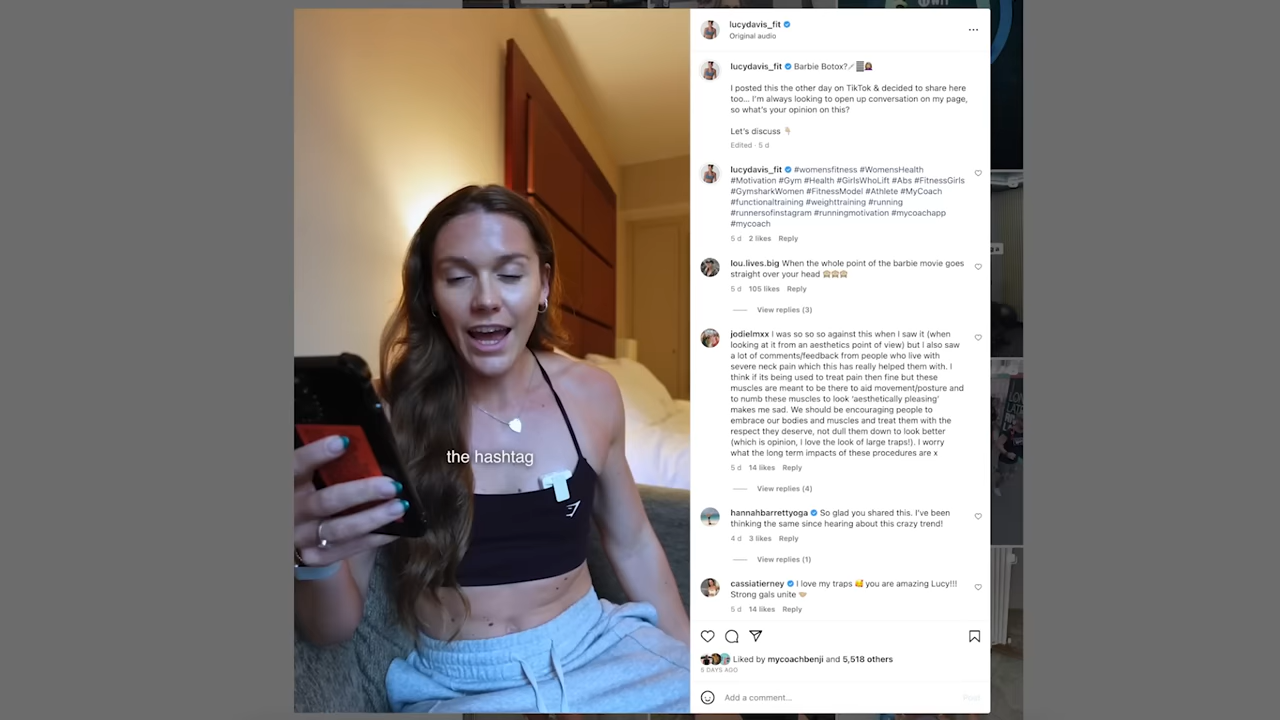 lucydavis_fit
Original audio
lucydavis_fit Barbie Botox?
I posted this the other day on TikTok & decided to share here
too... I'm always looking to open up conversation on my page,
so what's your opinion on this?
Let's discuss
Edited · 5 d
lucydavis_fit #womensfitness #WomensHealth
#Motivation #Gym #Health #GirlsWhoLift #Abs #FitnessGirls
#GymsharkWomen #FitnessModel #Athlete #MyCoach
#functionaltraining #weighttraining #running
#runnersofinstagram #runningmotivation #mycoachapp
#mycoach
5 d 2 likes Reply
lou.lives.big When the whole point of the barbie movie goes
straight over your head
5 d 105 likes Reply
View replies (3)
jodielmxx I was so so so against this when I saw it (when
looking at it from an aesthetics point of view) but I also saw
a lot of comments/feedback from people who live with
severe neck pain which this has really helped them with. I
think if its being used to treat pain then fine but these
muscles are meant to be there to aid movement/posture and
to numb these muscles to look 'aesthetically pleasing'
makes me sad. We should be encouraging people to
embrace our bodies and muscles and treat them with the
respect they deserve, not dull them down to look better
(which is opinion, I love the look of large traps!). I worry
what the long term impacts of these procedures are x
5 d 14 likes Reply
View replies (4)
hannahbarrettyoga So glad you shared this. I've been
thinking the same since hearing about this crazy trend!
4 d 3 likes Reply
View replies (1)
cassiatierney I love my traps you are amazing Lucy!!!
Strong gals unite
5 d 14 likes Reply
Liked by mycoachbenji and 5,518 others
5 DAYS AGO
Add a comment...
Post
the hashtag